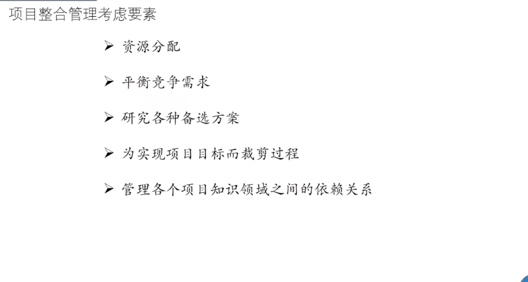 项目整合管理考虑要素
➢ 资源分配
➢ 平衡竞争需求
➢ 研究各种备选方案
➢ 为实现项目目标而裁剪过程
➢ 管理各个项目知识领域之间的依赖关系